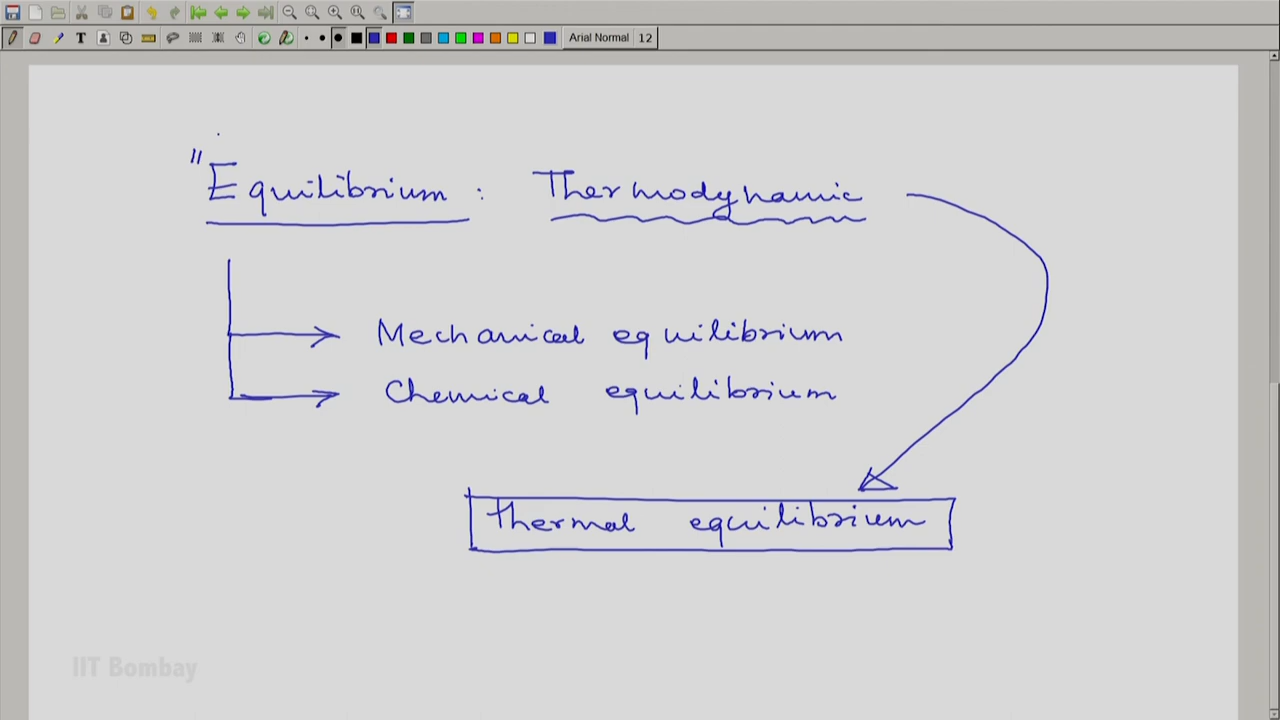 Arial Normal 12
"Equilibrium : Thermodynamic
Mechanical equilibrium
Chemical equilibrium
thermal equilibrium
IIT Bombay